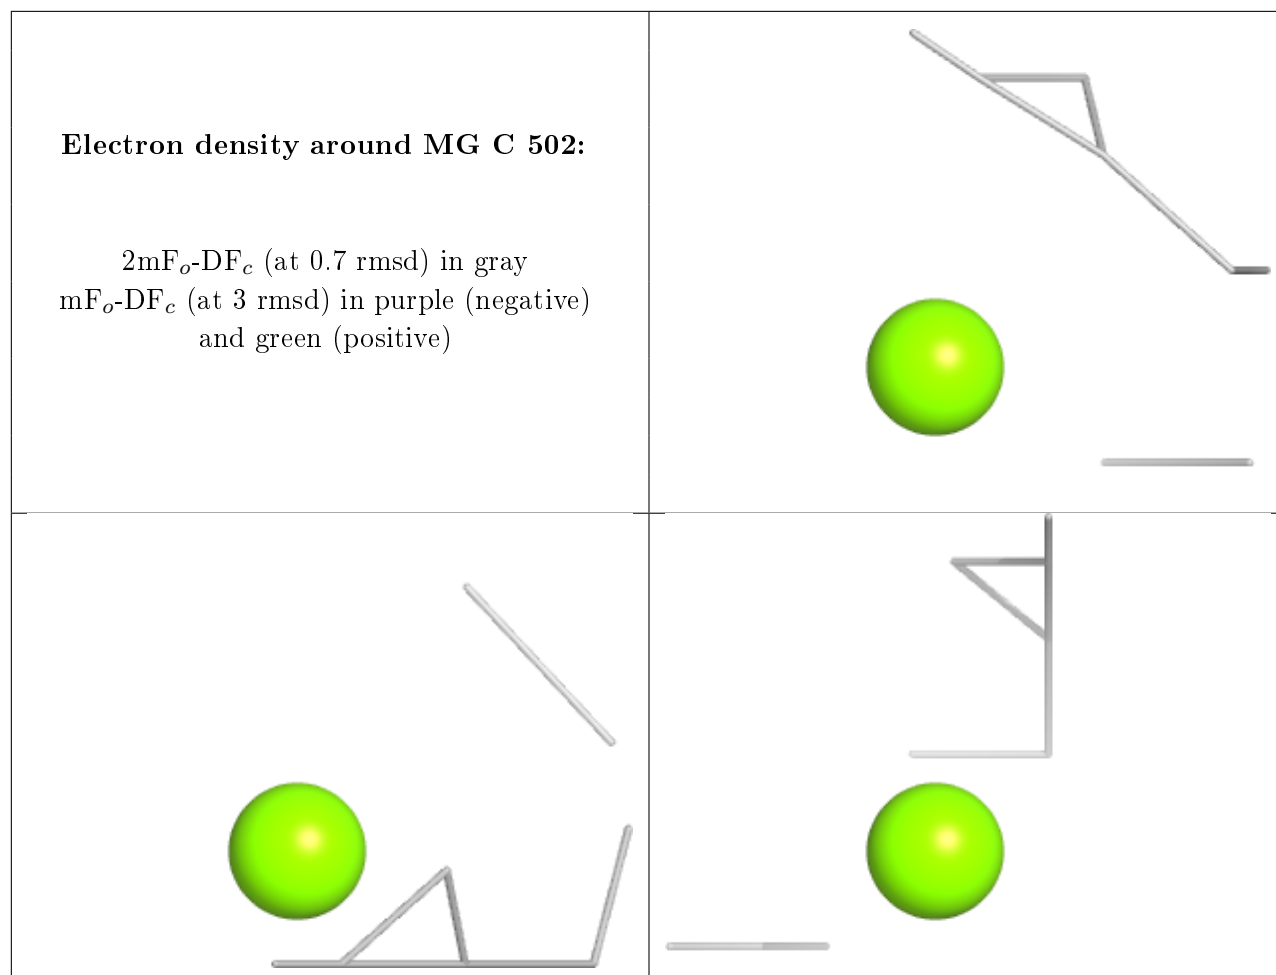 Electron density around MG C 502:
2mFo-DFc (at 0.7 rmsd) in gray
mFo-DFc (at 3 rmsd) in purple (negative)
and green (positive)